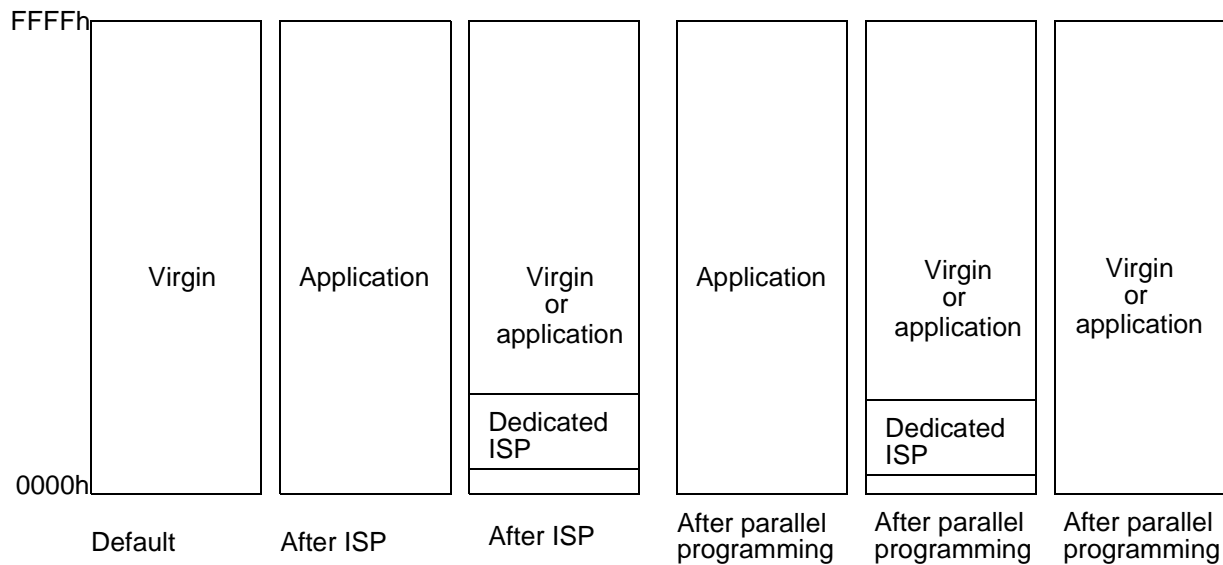 FFFFh
Virgin
Application
Virgin
or
application
Application
Virgin
or
application
Virgin
or
application
Dedicated
ISP
Dedicated
ISP
0000h
Default
After ISP
After ISP
After parallel
programming
After parallel
programming
After parallel
programming